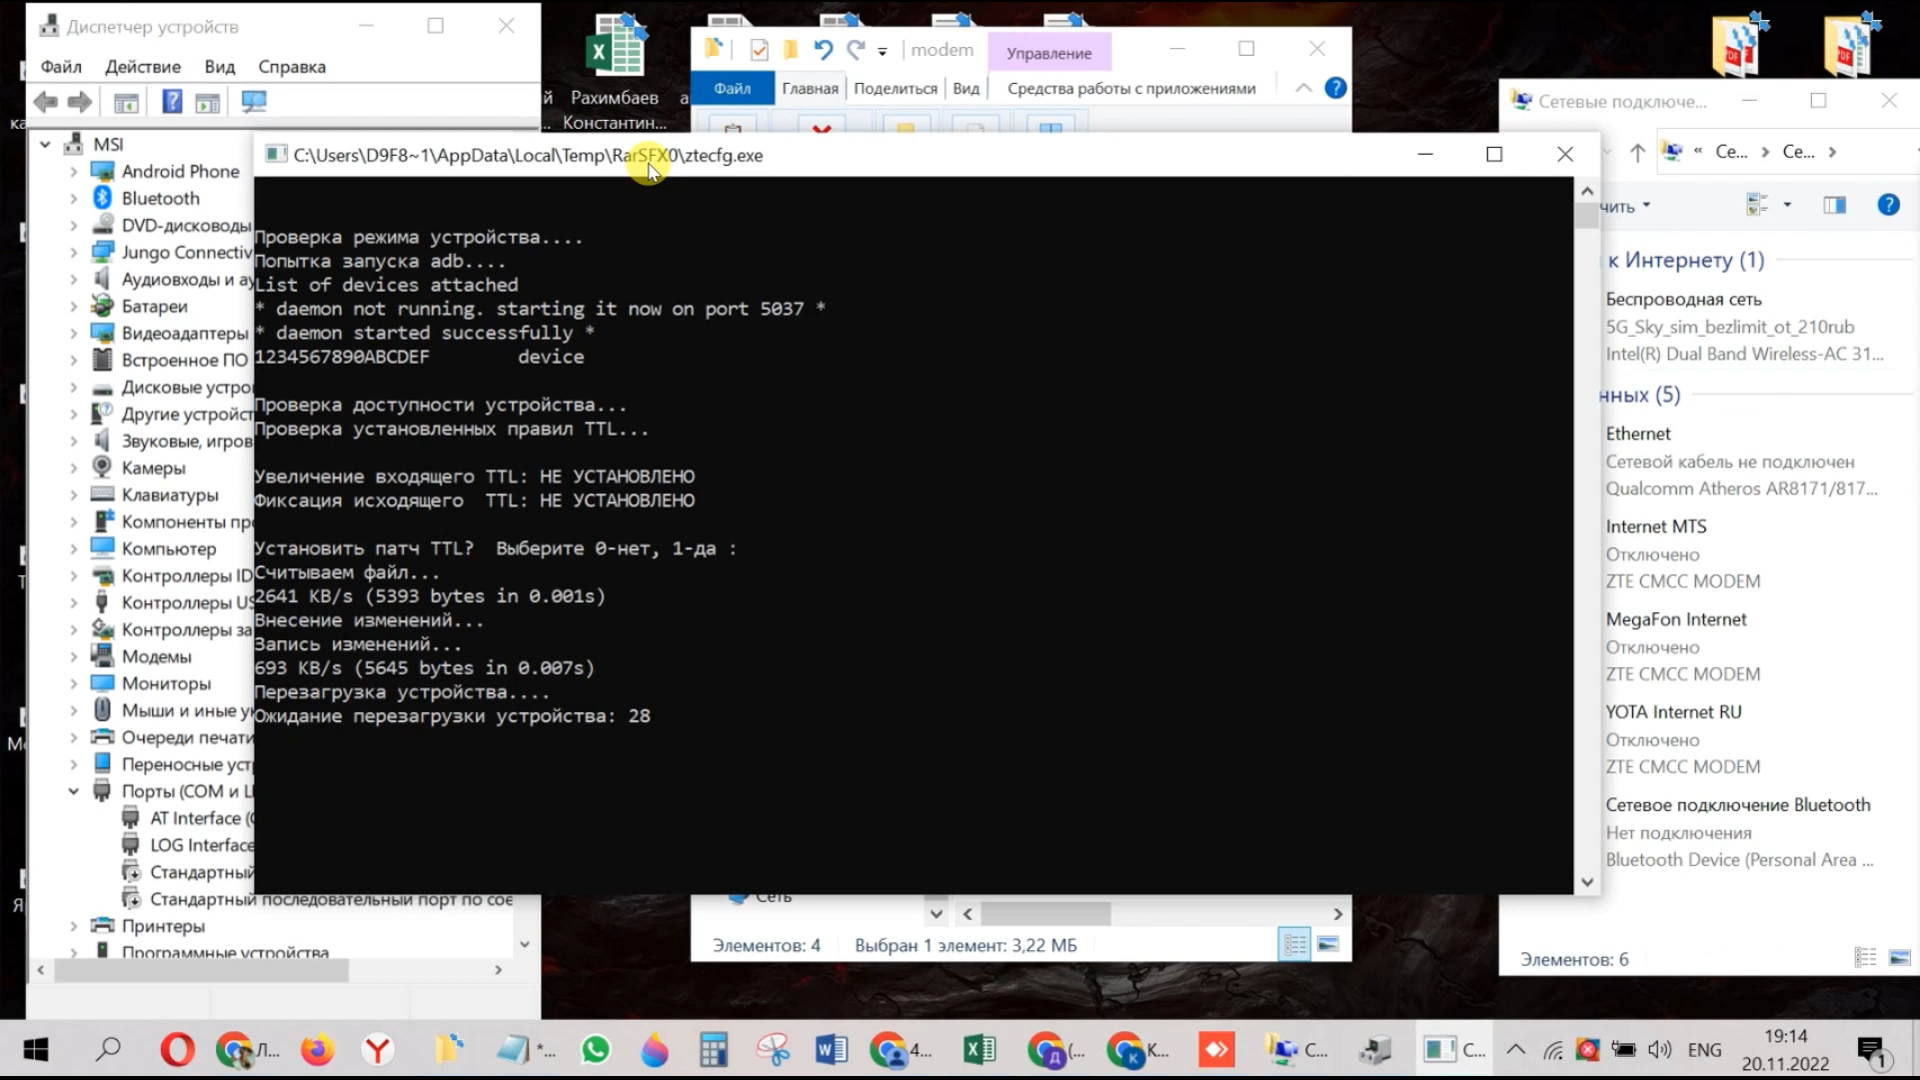 Диспетчер устройств
Файл Действие Вид Справка
MSI
Android Phone
Bluetooth
DVD-дисководы
Jungo Connectiv
Аудиовходы и ау
Батареи
Видеоадаптеры
Встроенное ПО
Дисковые устро
Другие устройст
Звуковые, игров
Камеры
Клавиатуры
Компоненты пр
Компьютер
Контроллеры ID
Контроллеры US
Контроллеры за
Модемы
Мониторы
Мыши и иные у
Очереди печати
Переносные уст
Порты (COM и L
AT Interface (
LOG Interface
Стандартный
Стандартный последовательный порт по сое
Принтеры
Программные устройства
Рахимбаев
Константин...
modem
Управление
Файл Главная Поделиться Вид Средства работы с приложениями
C:\Users\D9F8~1\AppData\Local\Temp\RarSFX0\ztecfg.exe
Проверка режима устройства....
Попытка запуска adb....
List of devices attached
* daemon not running. starting it now on port 5037 *
* daemon started successfully *
1234567890ABCDEF device
Проверка доступности устройства...
Проверка установленных правил TTL...
Увеличение входящего TTL: НЕ УСТАНОВЛЕНО
Фиксация исходящего TTL: НЕ УСТАНОВЛЕНО
Установить патч TTL? Выберите 0-нет, 1-да :
Считываем файл...
2641 KB/s (5393 bytes in 0.001s)
Внесение изменений...
Запись изменений...
693 KB/s (5645 bytes in 0.007s)
Перезагрузка устройства....
Ожидание перезагрузки устройства: 28
Сеть
Элементов: 4 Выбран 1 элемент: 3,22 МБ
Сетевые подключе...
« Се... Се...
чить
к Интернету (1)
Беспроводная сеть
5G_Sky_sim_bezlimit_ot_210rub
Intel(R) Dual Band Wireless-AC 31...
нных (5)
Ethernet
Сетевой кабель не подключен
Qualcomm Atheros AR8171/817...
Internet MTS
Отключено
ZTE CMCC MODEM
MegaFon Internet
Отключено
ZTE CMCC MODEM
YOTA Internet RU
Отключено
ZTE CMCC MODEM
Сетевое подключение Bluetooth
Нет подключения
Bluetooth Device (Personal Area ...
Элементов: 6
Л... *... 4... (... К... С... С... ENG
19:14
20.11.2022
1